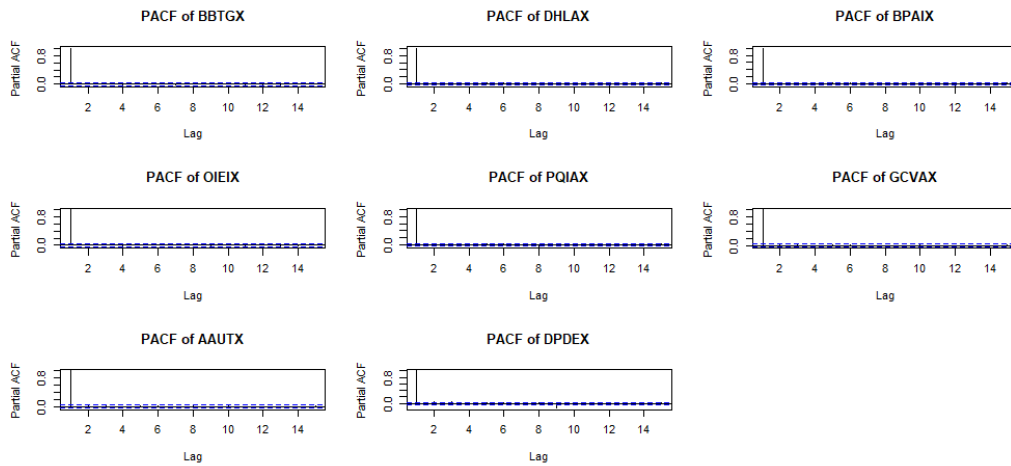 PACF of BBTGX
Partial ACF
0.0 0.8
2 4 6 8 10 12 14
Lag
PACF of DHLAX
Partial ACF
0.0 0.8
2 4 6 8 10 12 14
Lag
PACF of BPAIX
Partial ACF
0.0 0.8
2 4 6 8 10 12 14
Lag
PACF of OIEIX
Partial ACF
0.0 0.8
2 4 6 8 10 12 14
Lag
PACF of PQIAX
Partial ACF
0.0 0.8
2 4 6 8 10 12 14
Lag
PACF of GCVAX
Partial ACF
0.0 0.8
2 4 6 8 10 12 14
Lag
PACF of AAUTX
Partial ACF
0.0 0.8
2 4 6 8 10 12 14
Lag
PACF of DPDEX
Partial ACF
0.0 0.8
2 4 6 8 10 12 14
Lag